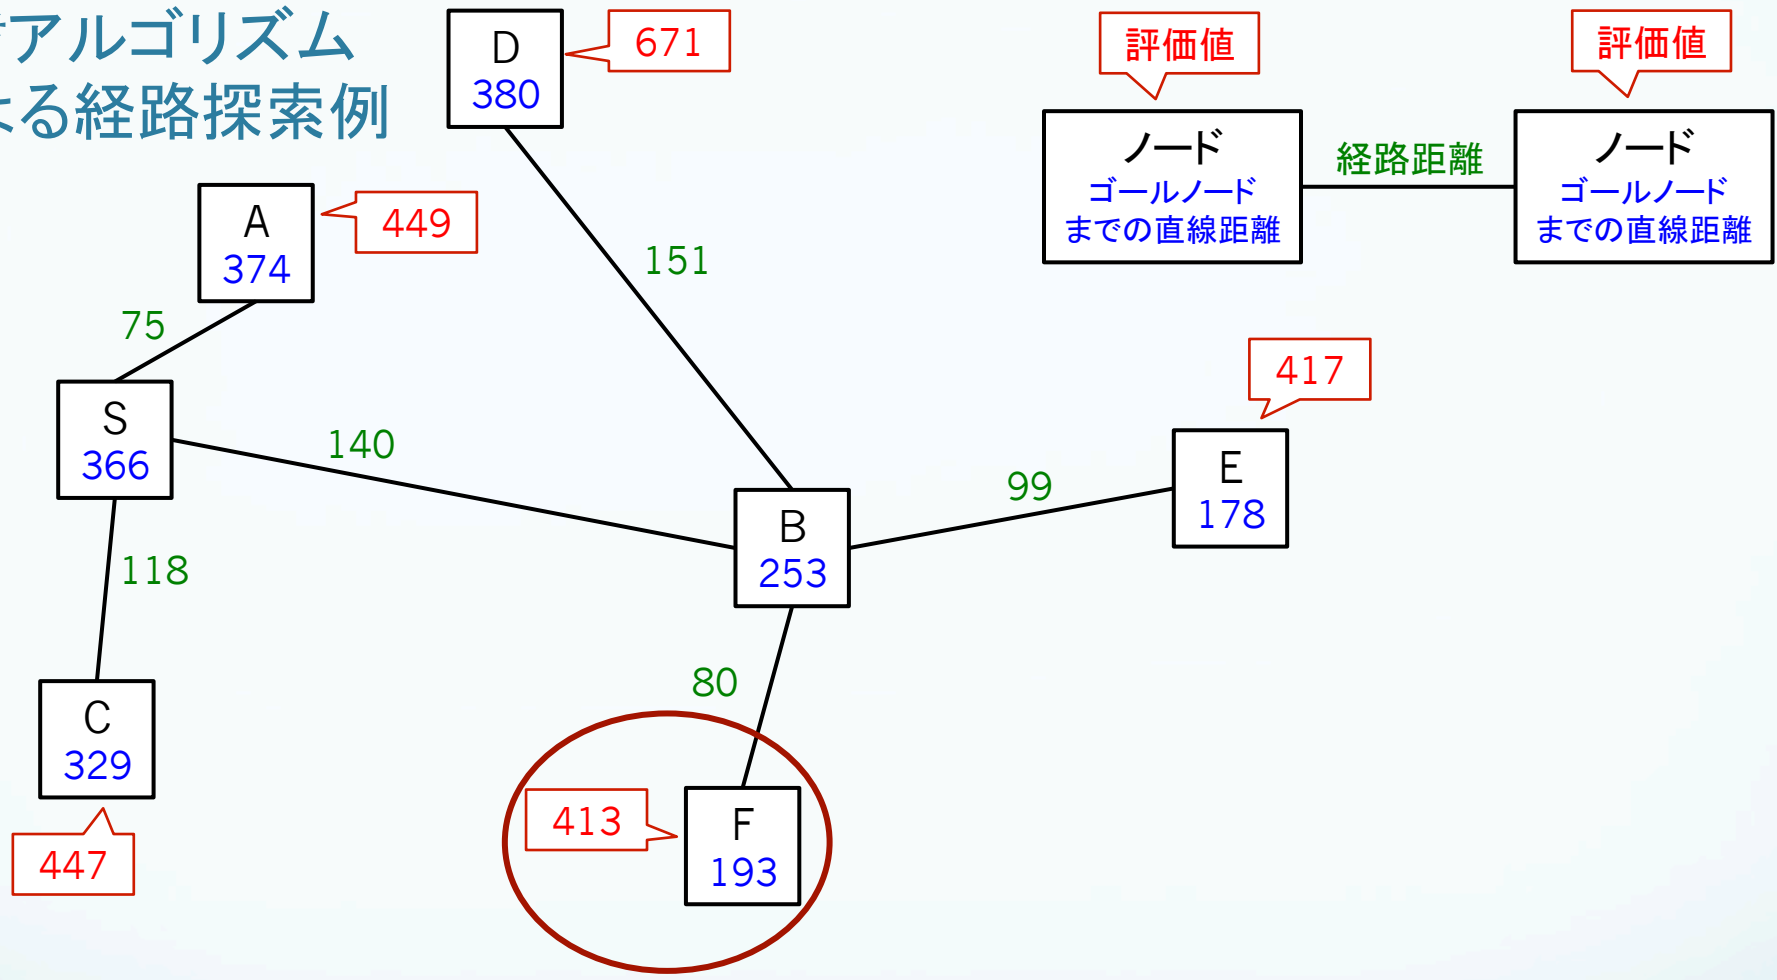 アルゴリズム
よる経路探索例
D
380
671
評価値
評価値
ノード
ゴールノード
までの直線距離
経路距離
ノード
ゴールノード
までの直線距離
A
374
449
151
75
417
S
366
140
E
178
99
B
253
118
80
C
329
413
F
193
447